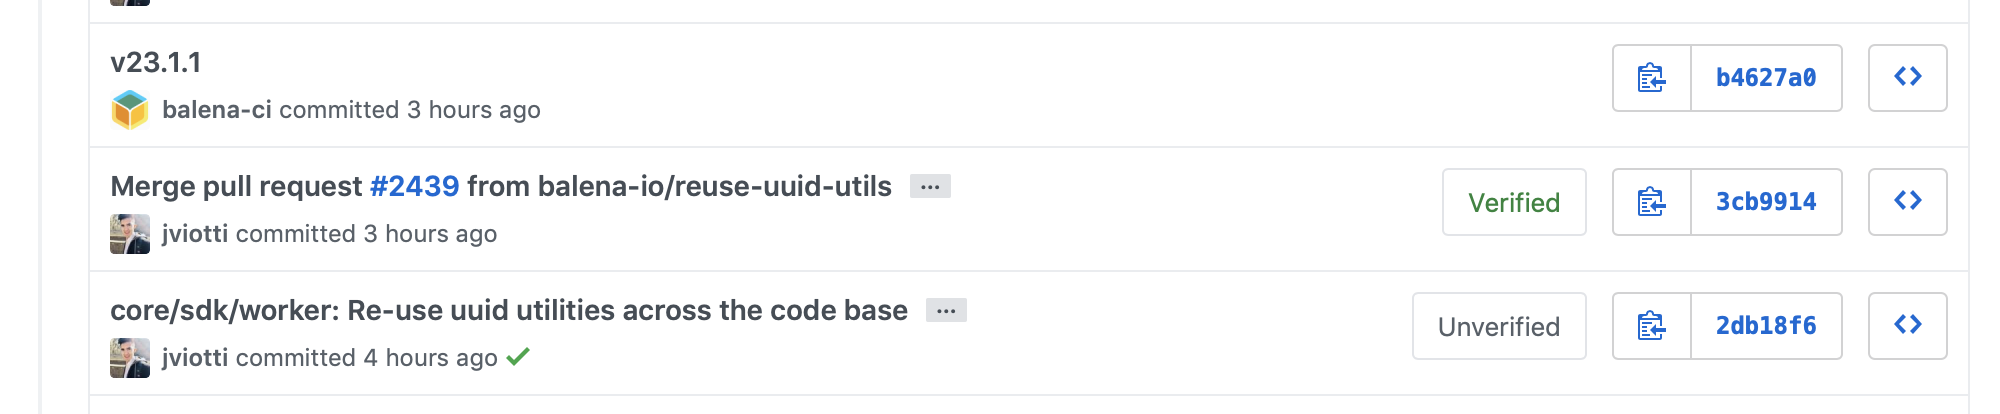 v23.1.1
balena-ci committed 3 hours ago
b4627a0
Merge pull request #2439 from balena-io/reuse-uuid-utils …
jviotti committed 3 hours ago
Verified
3cb9914
core/sdk/worker: Re-use uuid utilities across the code base …
jviotti committed 4 hours ago
Unverified
2db18f6